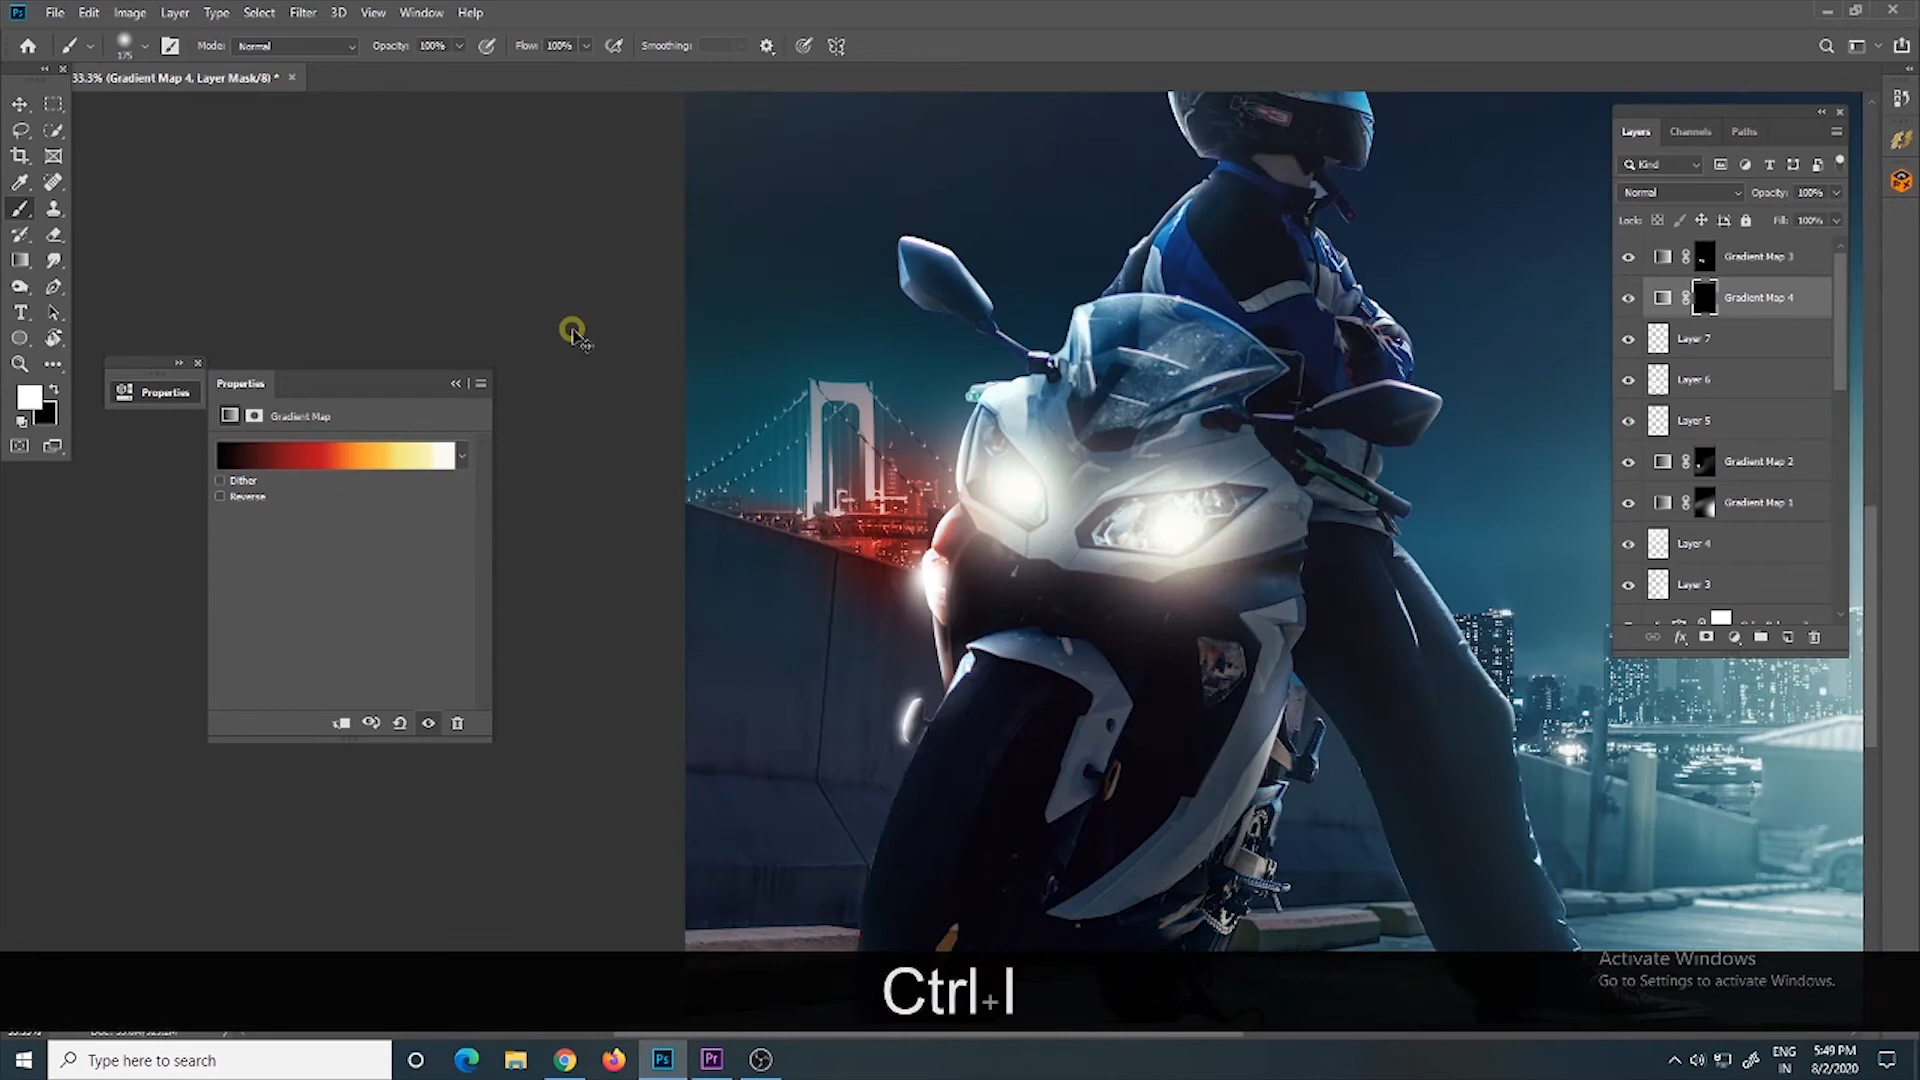 Ps File Edit Image Layer Type Select Filter 3D View Window Help
175 Mode: Normal Opacity: 100% Flow: 100% Smoothing:
33.3% (Gradient Map 4, Layer Mask/8) * ×
Layers Channels Paths
Kind
Normal Opacity: 100%
Lock: Fill: 100%
Gradient Map 3
Gradient Map 4
Layer 7
Layer 6
Layer 5
Gradient Map 2
Gradient Map 1
Layer 4
Layer 3
Properties
Properties
Gradient Map
Dither
Reverse
Activate Windows
Go to Settings to activate Windows.
Ctrl+I
Type here to search
Ps Pr
ENG
IN
5:49 PM
8/2/2020